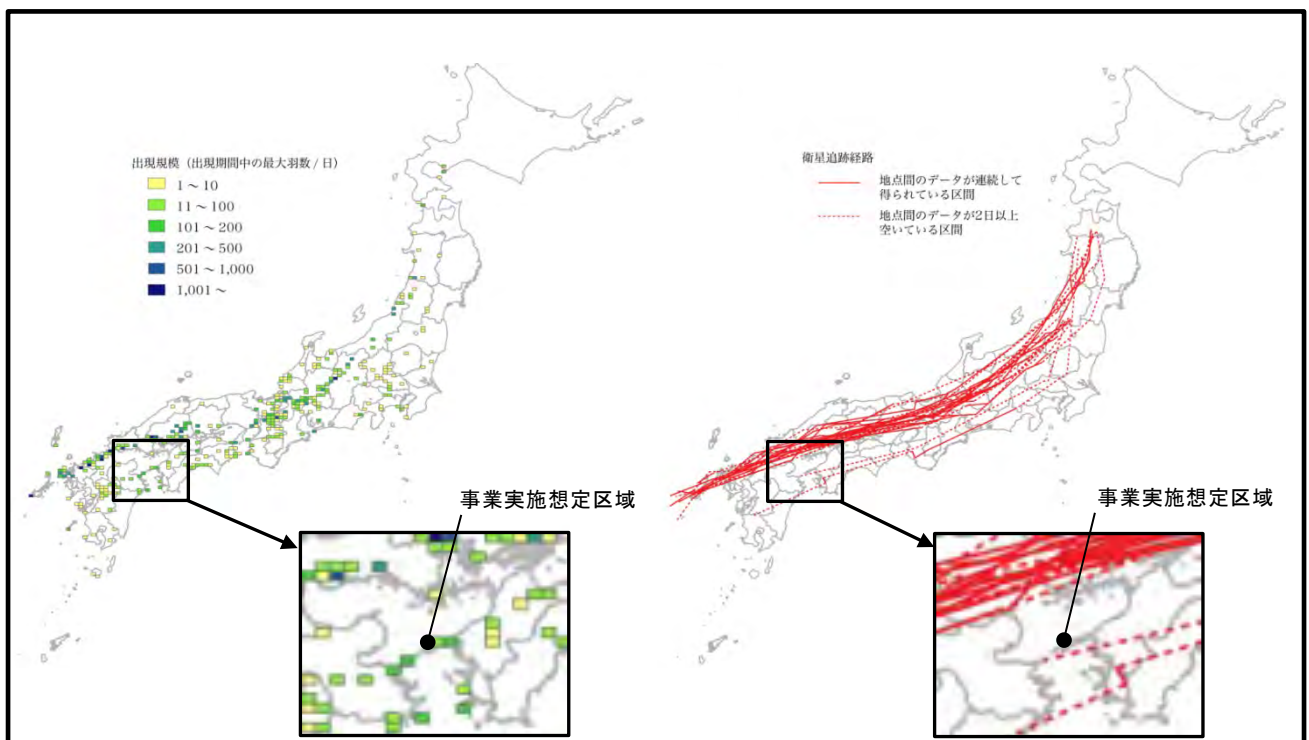 出現規模（出現期間中の最大羽数 / 日）
1 ～ 10
11 ～ 100
101 ～ 200
201 ～ 500
501 ～ 1,000
1,001 ～
事業実施想定区域
衛星追跡経路
地点間のデータが連続して
得られている区間
地点間のデータが2日以上
空いている区間
事業実施想定区域